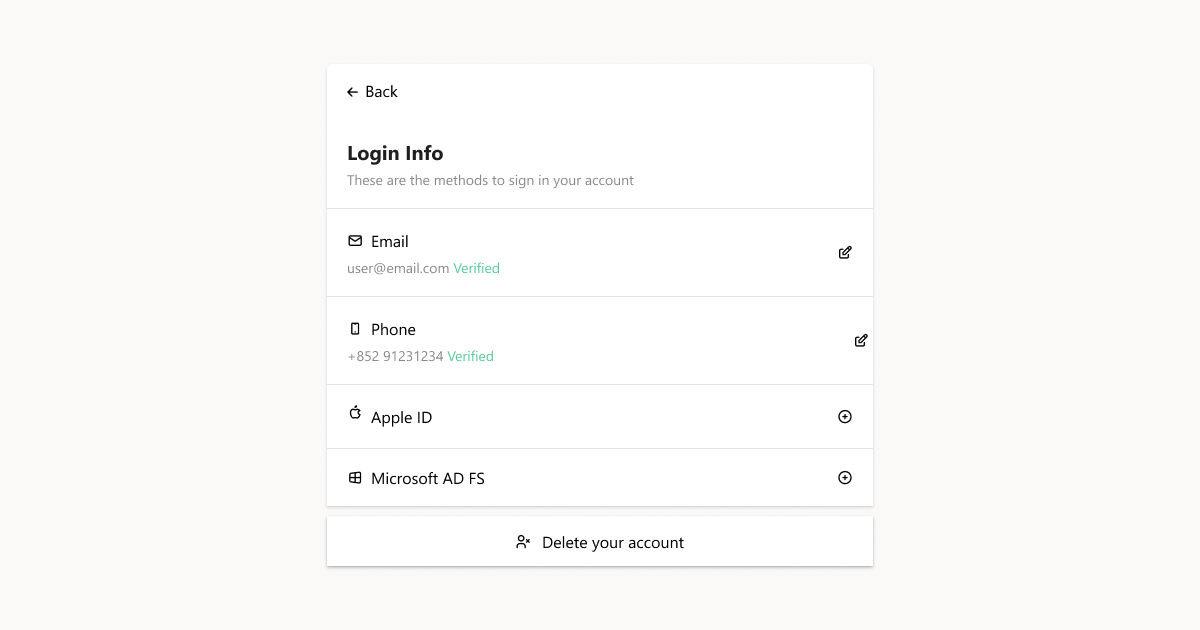 Back
Login Info
These are the methods to sign in your account
Email
user@email.com Verified
Phone
+852 91231234 Verified
Apple ID
Microsoft AD FS
Delete your account